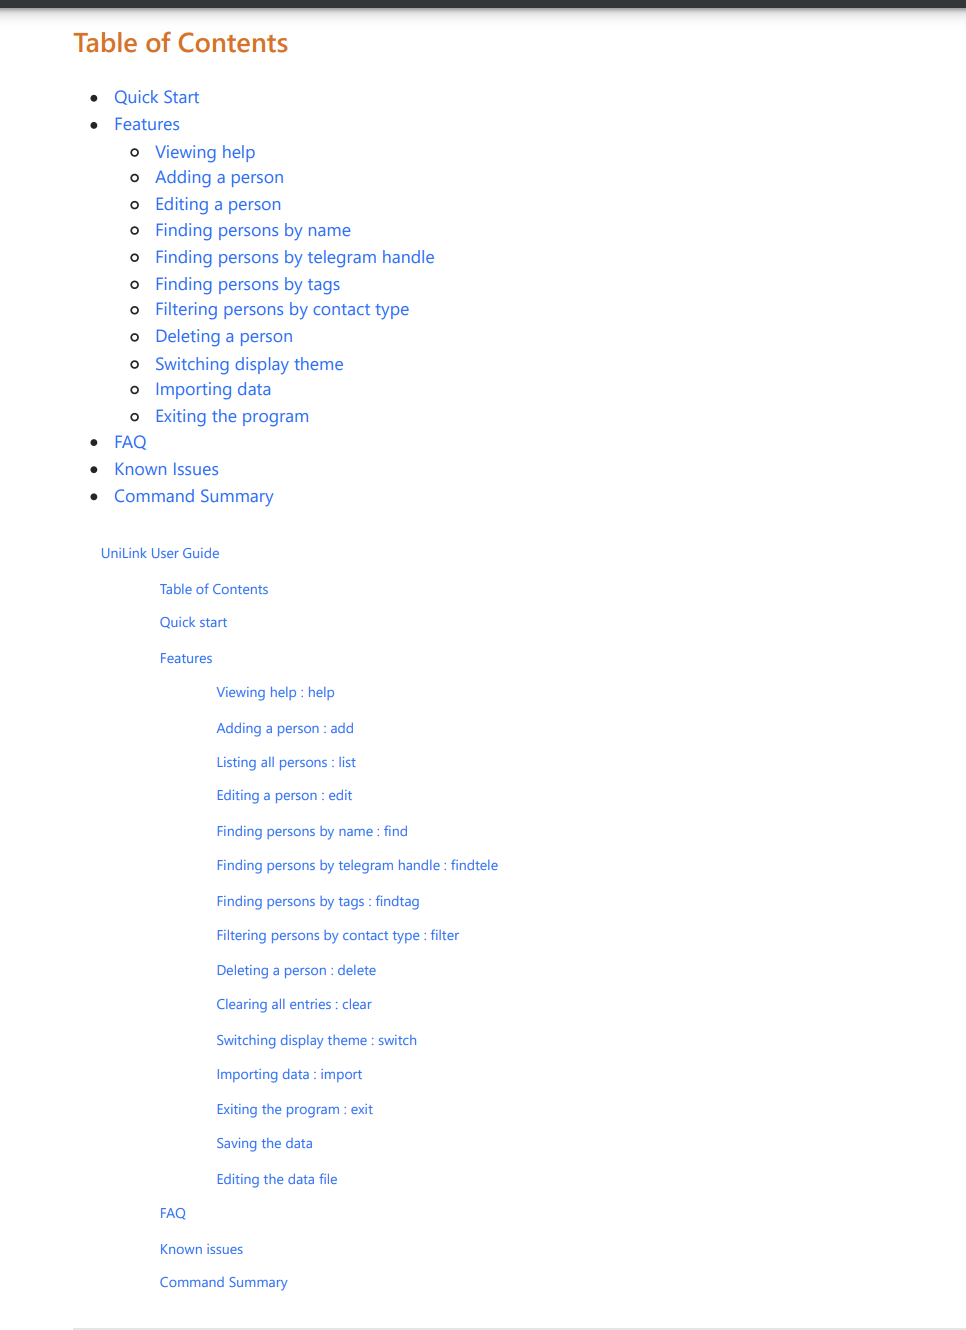 Table of Contents
Quick Start
Features
Viewing help
Adding a person
Editing a person
Finding persons by name
Finding persons by telegram handle
Finding persons by tags
Filtering persons by contact type
Deleting a person
Switching display theme
Importing data
Exiting the program
FAQ
Known Issues
Command Summary
UniLink User Guide
Table of Contents
Quick start
Features
Viewing help : help
Adding a person : add
Listing all persons : list
Editing a person : edit
Finding persons by name : find
Finding persons by telegram handle : findtele
Finding persons by tags : findtag
Filtering persons by contact type : filter
Deleting a person : delete
Clearing all entries : clear
Switching display theme : switch
Importing data : import
Exiting the program : exit
Saving the data
Editing the data file
FAQ
Known issues
Command Summary